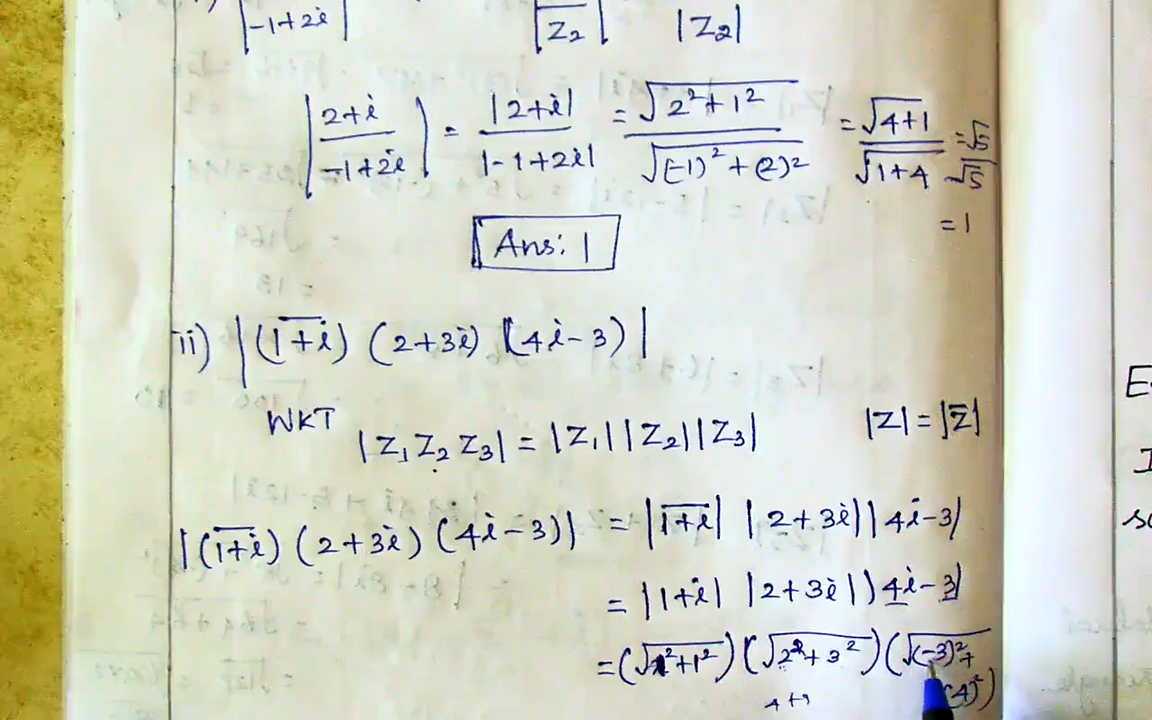 |-1+2i| |Z₂| |Z₂|
|2+i / -1+2i| = |2+i| / |-1+2i| = √2²+1² / √(-1)²+(2)² = √4+1 / √1+4 = √5 / √5
= 1
Ans: 1
ii) |(1+i)‾ (2+3i) (4i-3)|
WKT |Z₁ Z₂ Z₃| = |Z₁| |Z₂| |Z₃| |Z| = |Z̅|
|(1+i)‾ (2+3i) (4i-3)| = |1+i‾| |2+3i| |4i-3|
= |1+i| |2+3i| |4i-3|
= (√1²+1²) (√2²+3²) (√(-3)²+
4+9 (4)²)